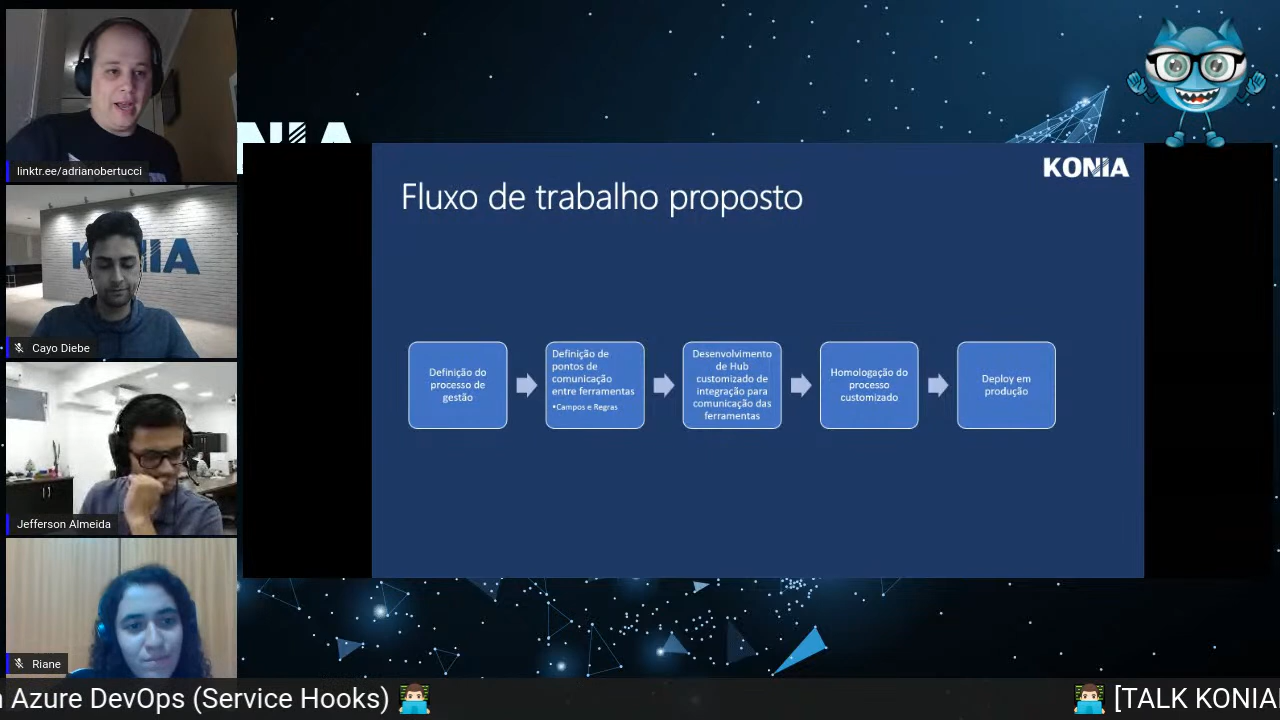 linktr.ee/adrianobertucci
KONIA
Cayo Diebe
Jefferson Almeida
Riane
KONIA
Fluxo de trabalho proposto
Definição do
processo de
gestão
Definição de
pontos de
comunicação
entre ferramentas
•Campos e Regras
Desenvolvimento
de Hub
customizado de
integração para
comunicação das
ferramentas
Homologação do
processo
customizado
Deploy em
produção
Azure DevOps (Service Hooks)
[TALK KONIA